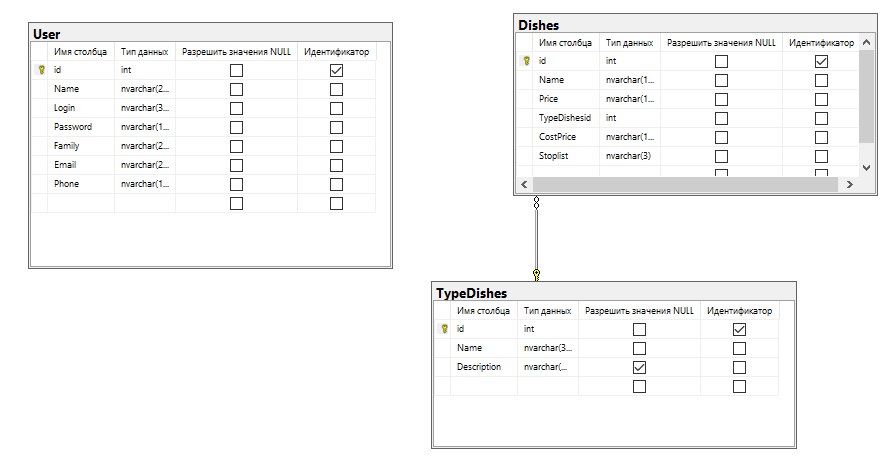 User
Имя столбца Тип данных Разрешить значения NULL Идентификатор
id int
Name nvarchar(2...
Login nvarchar(3...
Password nvarchar(1...
Family nvarchar(2...
Email nvarchar(2...
Phone nvarchar(1...
Dishes
Имя столбца Тип данных Разрешить значения NULL Идентификатор
id int
Name nvarchar(1...
Price nvarchar(1...
TypeDishesid int
CostPrice nvarchar(1...
Stoplist nvarchar(3)
TypeDishes
Имя столбца Тип данных Разрешить значения NULL Идентификатор
id int
Name nvarchar(3...
Description nvarchar(...